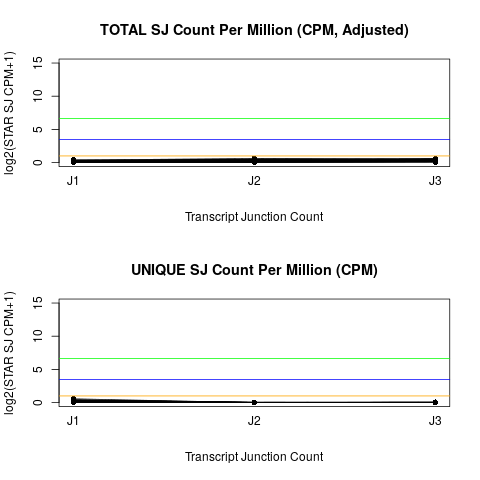 TOTAL SJ Count Per Million (CPM, Adjusted)
log2(STAR SJ CPM+1)
15
10
5
0
J1 J2 J3
Transcript Junction Count
UNIQUE SJ Count Per Million (CPM)
log2(STAR SJ CPM+1)
15
10
5
0
J1 J2 J3
Transcript Junction Count